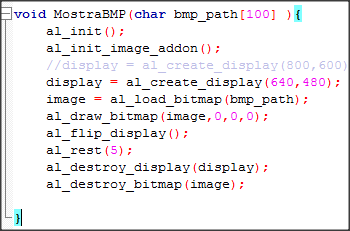 void MostraBMP(char bmp_path[100] ){
al_init();
al_init_image_addon();
//display = al_create_display(800,600)
display = al_create_display(640,480);
image = al_load_bitmap(bmp_path);
al_draw_bitmap(image,0,0,0);
al_flip_display();
al_rest(5);
al_destroy_display(display);
al_destroy_bitmap(image);
}